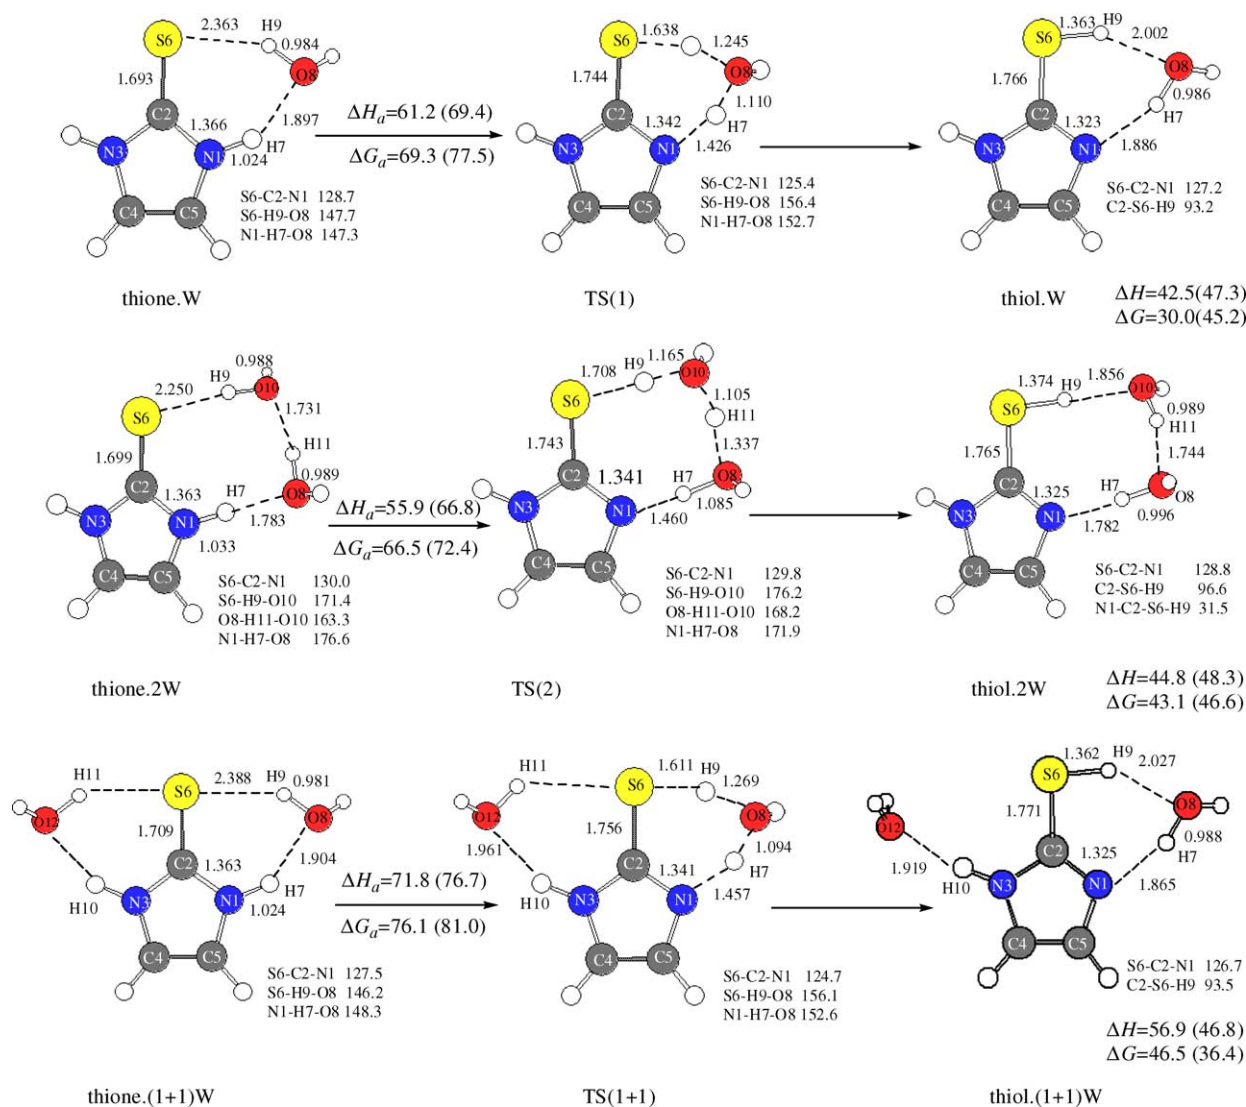 2.363 H9
S6 0.984
O8
1.693
C2
1.366 1.897
H7
N3 N1 1.024
C4 C5
S6-C2-N1 128.7
S6-H9-O8 147.7
N1-H7-O8 147.3
thione.W
ΔHa=61.2 (69.4)
ΔGa=69.3 (77.5)
1.638
S6 1.245
O8
1.744
1.110
C2
H7
1.342
N3 N1 1.426
C4 C5
S6-C2-N1 125.4
S6-H9-O8 156.4
N1-H7-O8 152.7
TS(1)
1.363 H9
S6 2.002
O8
1.766 0.986
C2 H7
1.323
N3 N1 1.886
C4 C5
S6-C2-N1 127.2
C2-S6-H9 93.2
thiol.W
ΔH=42.5(47.3)
ΔG=30.0(45.2)
0.988
H9
2.250 O10
S6 1.731
H11
1.699 0.989
C2 O8
1.363 H7
N3 N1 1.783
1.033
C4 C5
S6-C2-N1 130.0
S6-H9-O10 171.4
O8-H11-O10 163.3
N1-H7-O8 176.6
thione.2W
ΔHa=55.9 (66.8)
ΔGa=66.5 (72.4)
1.708 H9 1.165
O10
S6 1.105
H11
1.743 1.337
C2 1.341 H7 O8
N3 N1 1.460 1.085
C4 C5
S6-C2-N1 129.8
S6-H9-O10 176.2
O8-H11-O10 168.2
N1-H7-O8 171.9
TS(2)
1.374 H9 1.856
O10
S6 0.989
H11
1.765 1.744
C2
1.325 H7 O8
N3 N1 1.782 0.996
C4 C5
S6-C2-N1 128.8
C2-S6-H9 96.6
N1-C2-S6-H9 31.5
thiol.2W
ΔH=44.8 (48.3)
ΔG=43.1 (46.6)
H11 2.388 H9 0.981
S6
O12 O8
1.709
1.904
C2
1.363
H7
H10 N3 N1 1.024
C4 C5
S6-C2-N1 127.5
S6-H9-O8 146.2
N1-H7-O8 148.3
thione.(1+1)W
ΔHa=71.8 (76.7)
ΔGa=76.1 (81.0)
H11 1.611 H9
S6 1.269
O12 O8
1.756
1.961 1.094
C2 1.341 H7
H10 N3 N1 1.457
C4 C5
S6-C2-N1 124.7
S6-H9-O8 156.1
N1-H7-O8 152.6
TS(1+1)
1.362 H9
S6 2.027
O8
1.771
O12 0.988
C2 H7
1.919 1.325
H10 N3 N1 1.865
C4 C5
S6-C2-N1 126.7
C2-S6-H9 93.5
thiol.(1+1)W
ΔH=56.9 (46.8)
ΔG=46.5 (36.4)